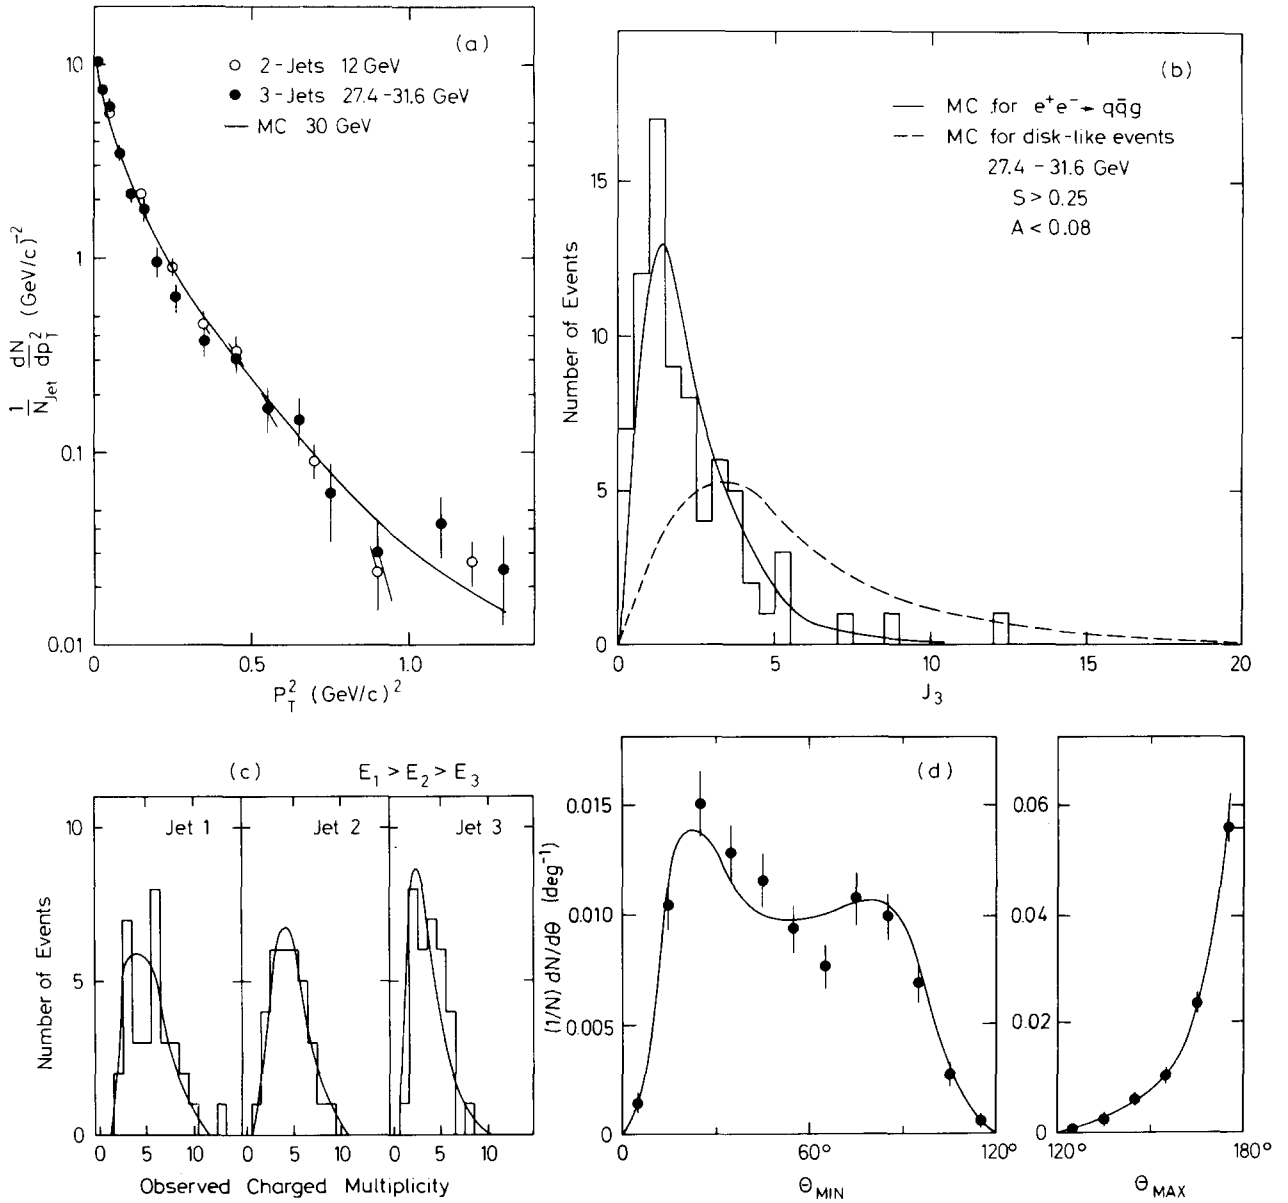 (a)
○ 2-Jets 12 GeV
● 3-Jets 27.4-31.6 GeV
— MC 30 GeV
10
1
0.1
0.01
1/N_Jet dN/dp_T^2 (GeV/c)^-2
0 0.5 1.0
P_T^2 (GeV/c)^2
(b)
MC for e⁺e⁻→ qq̄g
MC for disk-like events
27.4 - 31.6 GeV
S > 0.25
A < 0.08
15
10
5
0
Number of Events
0 5 10 15 20
J₃
(c) E₁ > E₂ > E₃
Jet 1 Jet 2 Jet 3
10
5
0
Number of Events
0 5 10 0 5 10 0 5 10
Observed Charged Multiplicity
(d)
0.015
0.010
0.005
0
(1/N) dN/dθ (deg⁻¹)
0 60° 120°
Θ_MIN
0.06
0.04
0.02
0
120° 180°
Θ_MAX